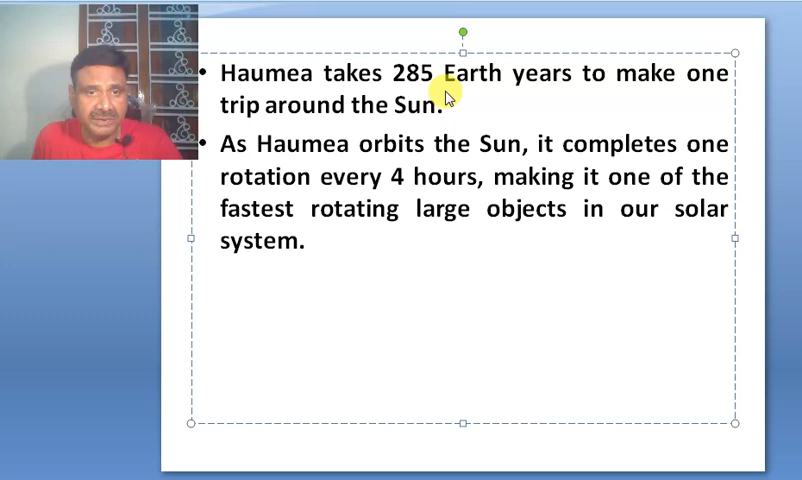 • Haumea takes 285 Earth years to make one
trip around the Sun.
• As Haumea orbits the Sun, it completes one
rotation every 4 hours, making it one of the
fastest rotating large objects in our solar
system.